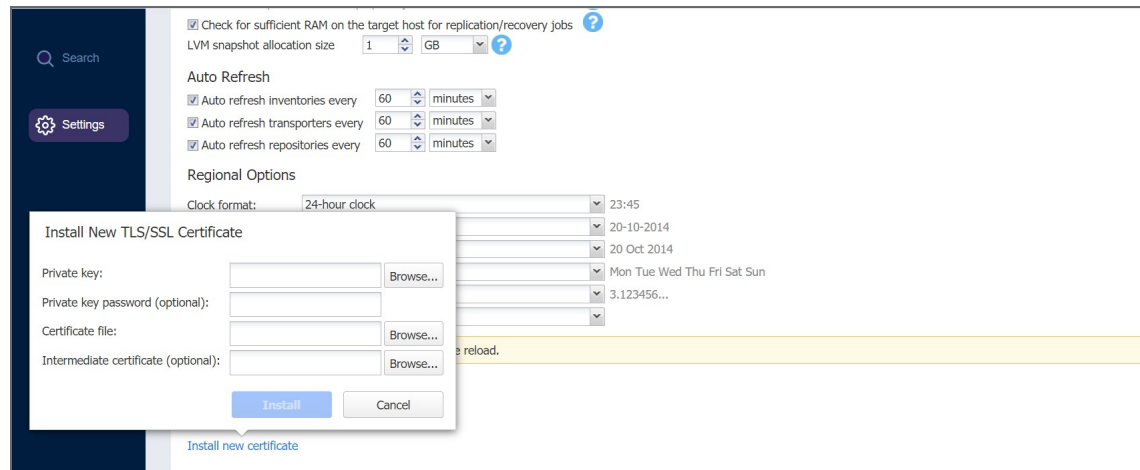 Check for sufficient RAM on the target host for replication/recovery jobs ?
Search
LVM snapshot allocation size 1 GB ?
Auto Refresh
Auto refresh inventories every 60 minutes
Settings
Auto refresh transporters every 60 minutes
Auto refresh repositories every 60 minutes
Regional Options
Clock format: 24-hour clock 23:45
20-10-2014
Install New TLS/SSL Certificate
20 Oct 2014
Private key: Browse...
Mon Tue Wed Thu Fri Sat Sun
Private key password (optional):
3.123456...
Certificate file: Browse...
e reload.
Intermediate certificate (optional): Browse...
Install Cancel
Install new certificate